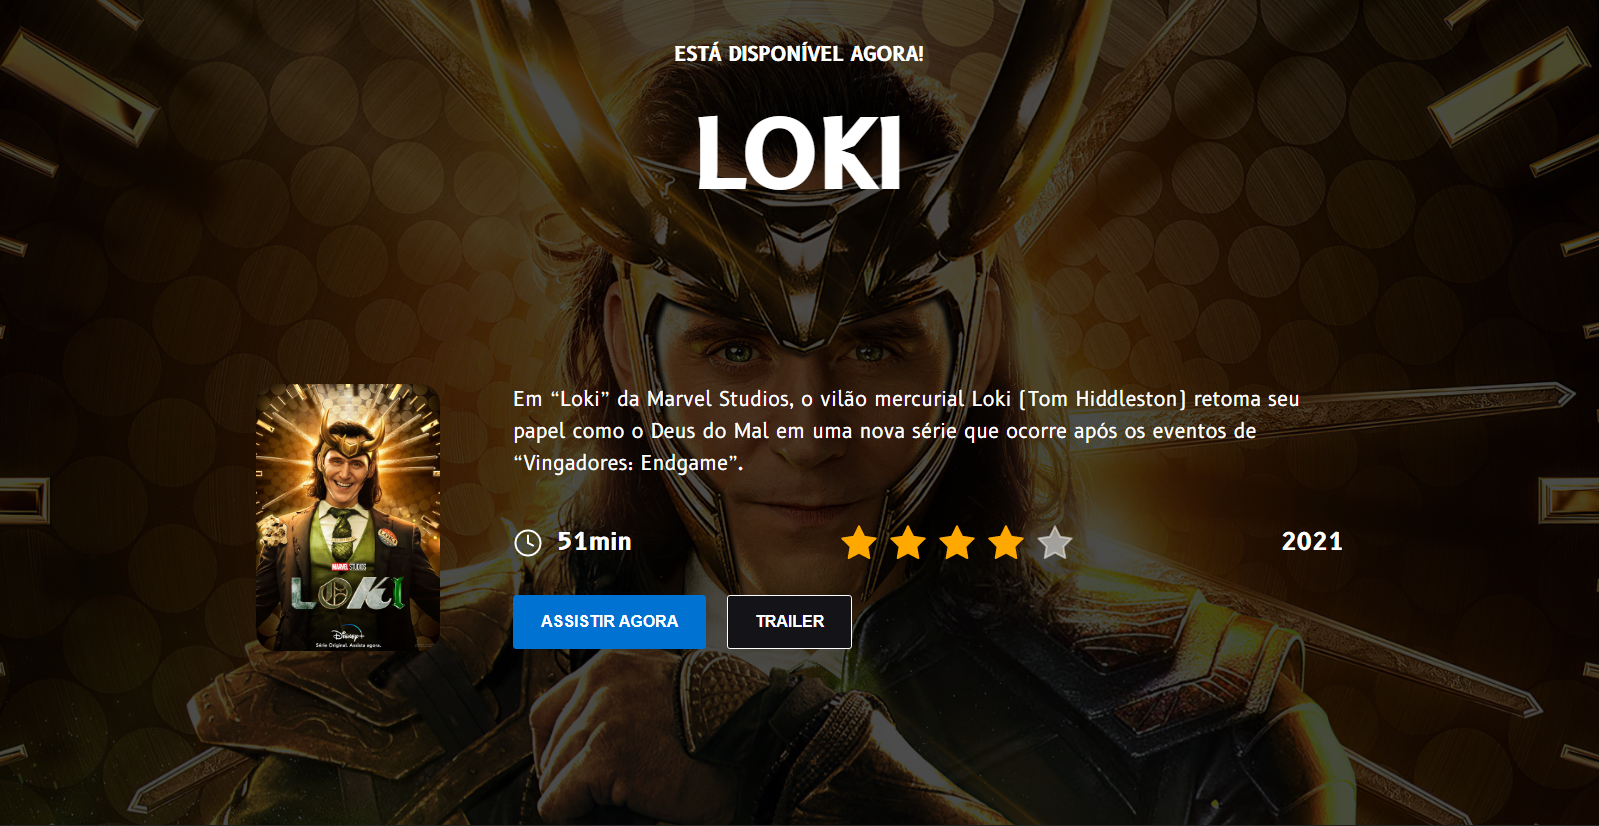 ESTÁ DISPONÍVEL AGORA!
LOKI
Em “Loki” da Marvel Studios, o vilão mercurial Loki (Tom Hiddleston) retoma seu
papel como o Deus do Mal em uma nova série que ocorre após os eventos de
“Vingadores: Endgame”.
51min
2021
ASSISTIR AGORA
TRAILER
MARVEL STUDIOS
LOKI
Disney+
Série Original. Assista agora.